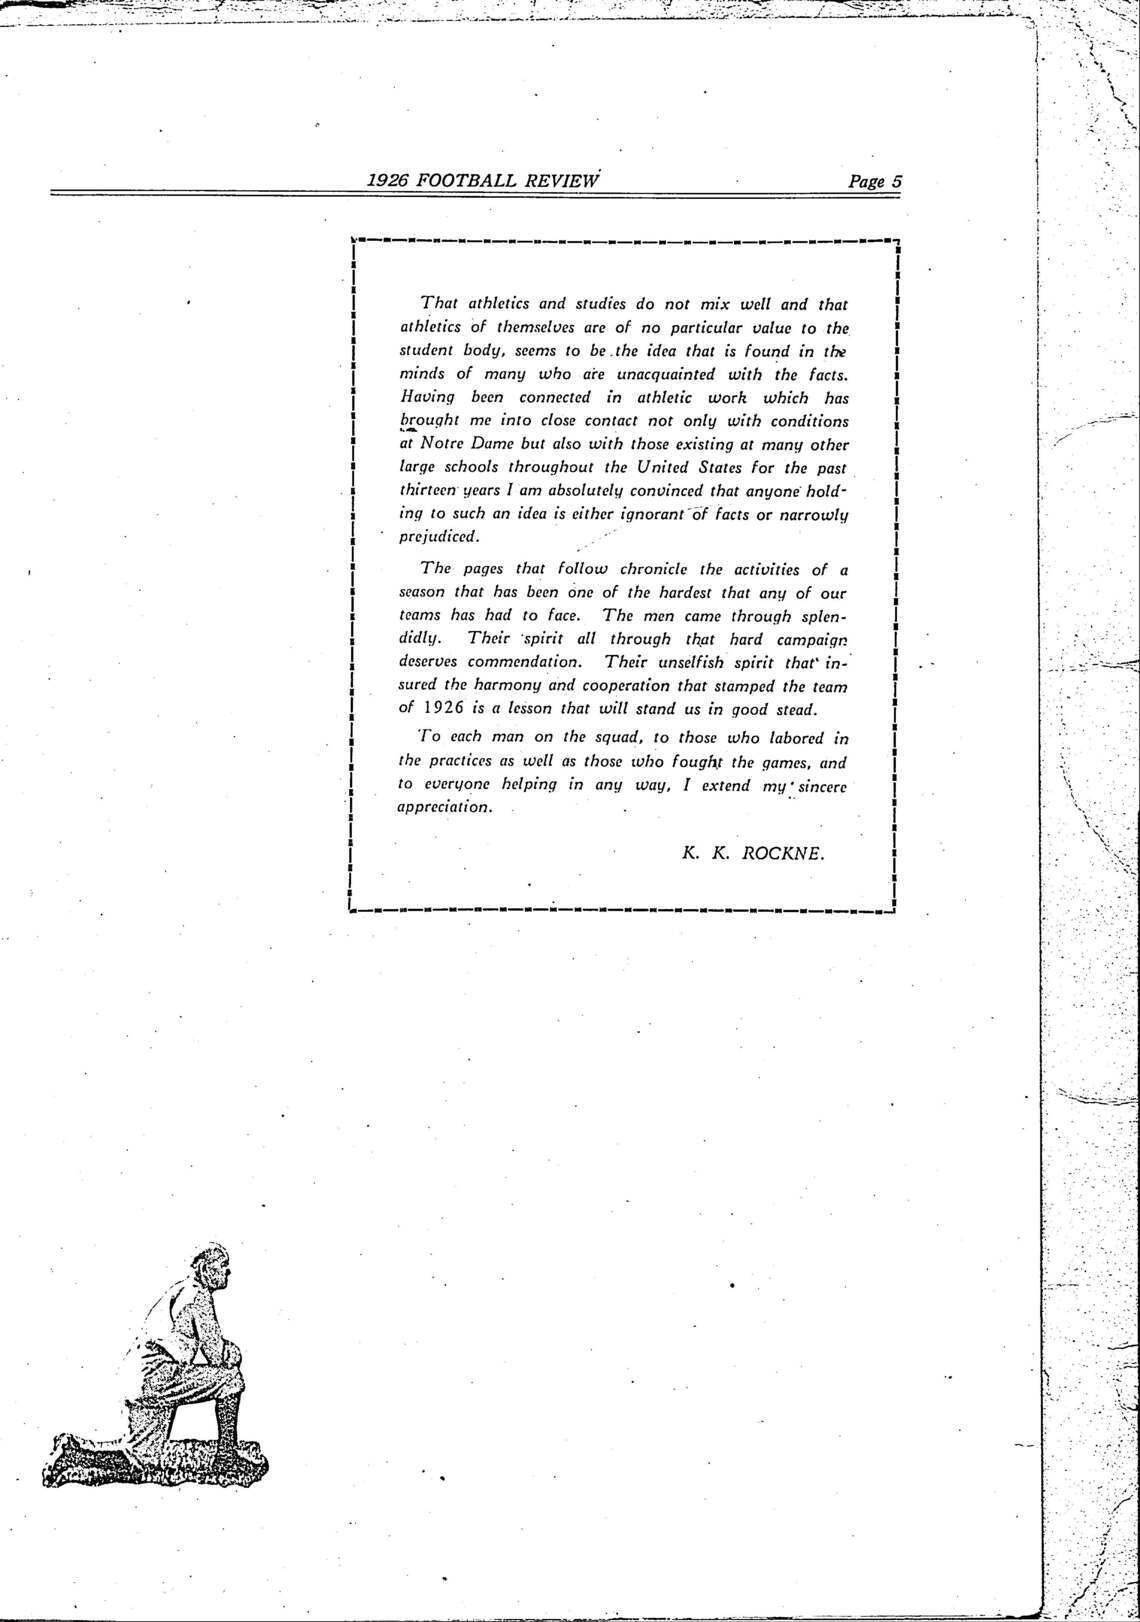 1926 FOOTBALL REVIEW Page 5
That athletics and studies do not mix well and that
athletics of themselves are of no particular value to the
student body, seems to be the idea that is found in the
minds of many who are unacquainted with the facts.
Having been connected in athletic work which has
brought me into close contact not only with conditions
at Notre Dame but also with those existing at many other
large schools throughout the United States for the past
thirteen years I am absolutely convinced that anyone hold-
ing to such an idea is either ignorant of facts or narrowly
prejudiced.
The pages that follow chronicle the activities of a
season that has been one of the hardest that any of our
teams has had to face. The men came through splen-
didly. Their spirit all through that hard campaign
deserves commendation. Their unselfish spirit that in-
sured the harmony and cooperation that stamped the team
of 1926 is a lesson that will stand us in good stead.
To each man on the squad, to those who labored in
the practices as well as those who fought the games, and
to everyone helping in any way, I extend my sincere
appreciation.
K. K. ROCKNE.